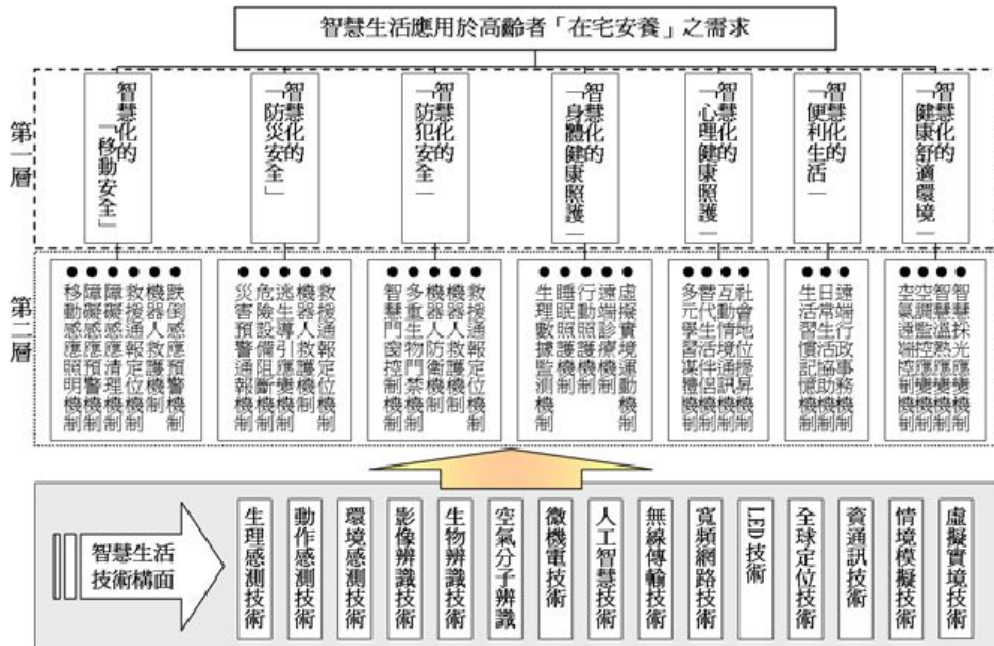 智慧生活應用於高齡者「在宅安養」之需求
第一層
智慧化的
「移動安全」
智慧化的
「防災安全」
智慧化的
「防犯安全」
智慧化的
「身體健康照護」
智慧化的
「心理健康照護」
智慧化的
「便利生活」
智慧化的
「健康舒適環境」
第二層
●跌倒感應預警機制
●機器人救護機制
●救援通報定位機制
●障礙感應清理機制
●障礙感應預警機制
●移動感應照明機制
●救援通報定位機制
●機器人救護機制
●逃生導引應變機制
●危險設備阻斷機制
●災害預警通報機制
●救援通報定位機制
●機器人救護機制
●機器人防衛機制
●多重生物門禁機制
●智慧門窗控制機制
●虛擬實境運動機制
●遠端診療機制
●行動照護機制
●睡眠照護機制
●生理數據監測機制
●社會地位提昇機制
●互動情境通訊機制
●替代生活伴侶機制
●多元學習機制
●遠端行政事務機制
●日常生活協助機制
●生活習慣記憶機制
●智慧採光應變機制
●智慧溫熱應變機制
●空調監控應變機制
●空氣遠端控制機制
智慧生活
技術構面
生理感測技術
動作感測技術
環境感測技術
影像辨識技術
生物辨識技術
空氣分子辨識
微機電技術
人工智慧技術
無線傳輸技術
寬頻網路技術
LED技術
全球定位技術
資通訊技術
情境模擬技術
虛擬實境技術